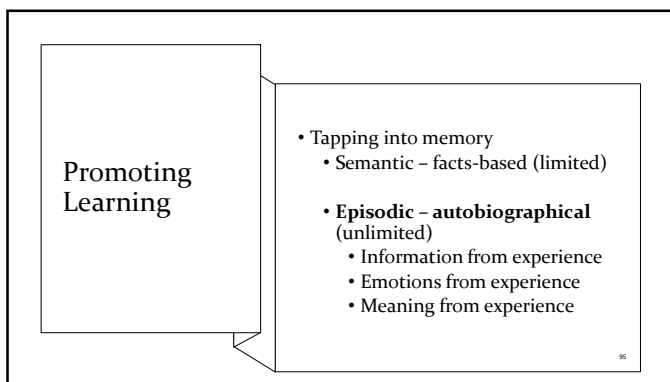 Promoting
Learning
• Tapping into memory
• Semantic – facts-based (limited)
• Episodic – autobiographical
(unlimited)
• Information from experience
• Emotions from experience
• Meaning from experience
95